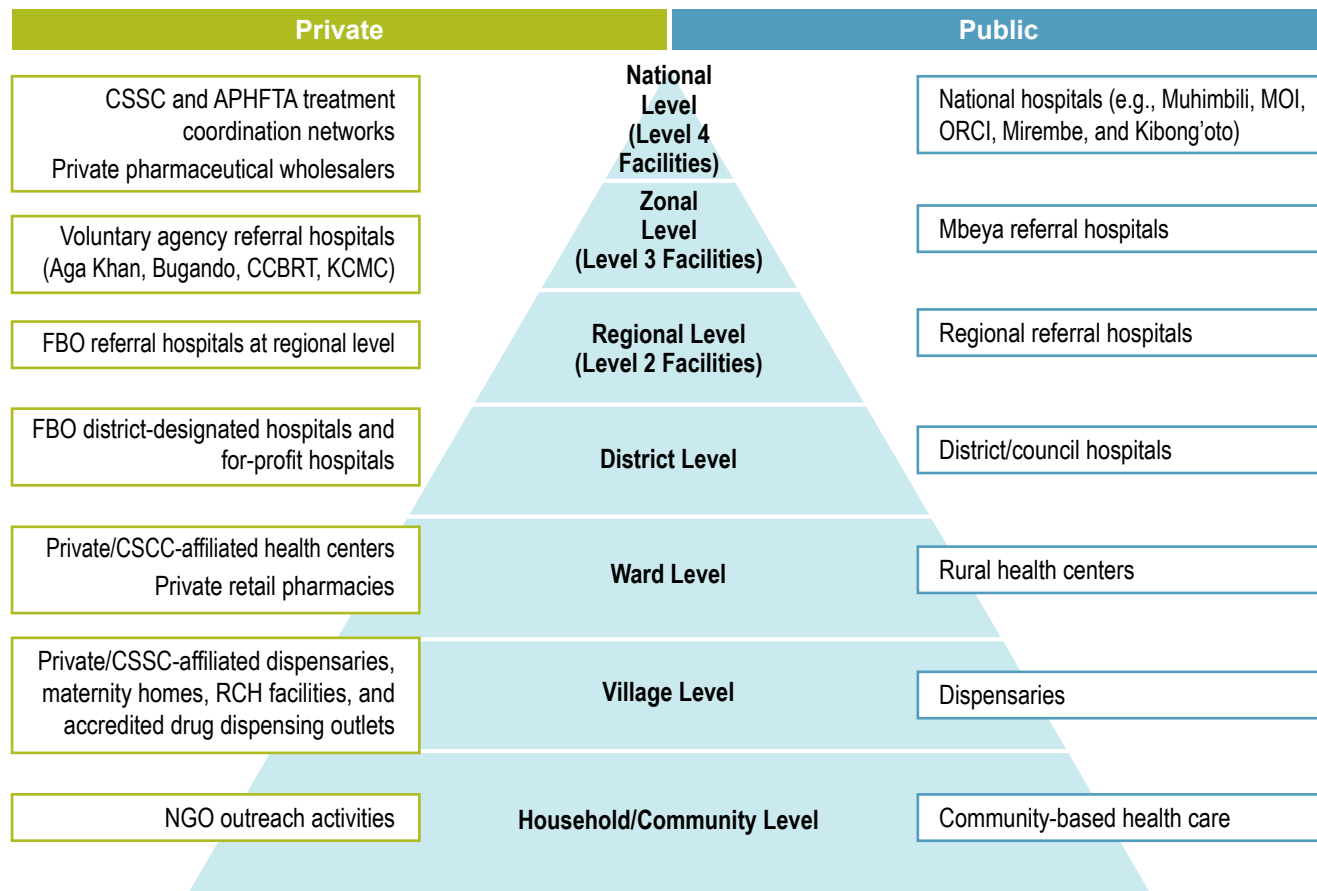 Private
Public
CSSC and APHFTA treatment
coordination networks
Private pharmaceutical wholesalers
National
Level
(Level 4
Facilities)
National hospitals (e.g., Muhimbili, MOI,
ORCI, Mirembe, and Kibong’oto)
Voluntary agency referral hospitals
(Aga Khan, Bugando, CCBRT, KCMC)
Zonal
Level
(Level 3 Facilities)
Mbeya referral hospitals
FBO referral hospitals at regional level
Regional Level
(Level 2 Facilities)
Regional referral hospitals
FBO district-designated hospitals and
for-profit hospitals
District Level
District/council hospitals
Private/CSCC-affiliated health centers
Private retail pharmacies
Ward Level
Rural health centers
Private/CSSC-affiliated dispensaries,
maternity homes, RCH facilities, and
accredited drug dispensing outlets
Village Level
Dispensaries
NGO outreach activities
Household/Community Level
Community-based health care